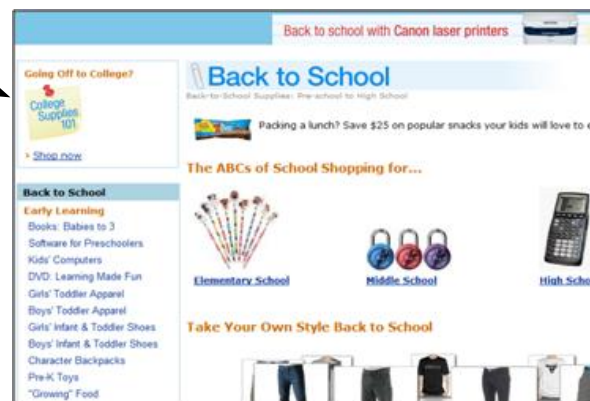 Back to school with Canon laser printers
Going Off to College?
College
Supplies
101
› Shop now
Back to School
Back-to-School Supplies: Pre-school to High School
Packing a lunch? Save $25 on popular snacks your kids will love to e
The ABCs of School Shopping for...
Elementary School
Middle School
High Scho
Take Your Own Style Back to School
Back to School
Early Learning
Books: Babies to 3
Software for Preschoolers
Kids' Computers
DVD: Learning Made Fun
Girls' Toddler Apparel
Boys' Toddler Apparel
Girls' Infant & Toddler Shoes
Boys' Infant & Toddler Shoes
Character Backpacks
Pre-K Toys
"Growing" Food